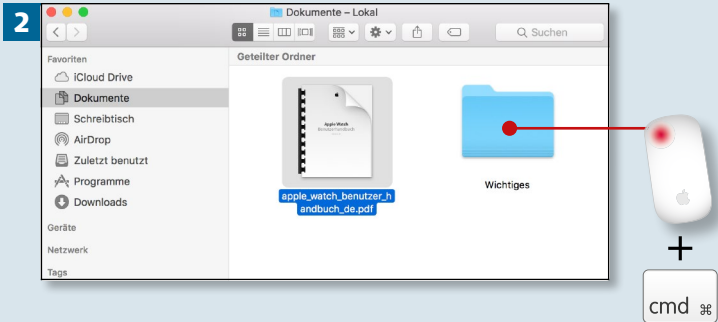 2
Dokumente – Lokal
Suchen
Favoriten
iCloud Drive
Dokumente
Schreibtisch
AirDrop
Zuletzt benutzt
Programme
Downloads
Geräte
Netzwerk
Tags
Geteilter Ordner
Apple Watch
Benutzerhandbuch
apple_watch_benutzer_h
andbuch_de.pdf
Wichtiges
+
cmd ⌘